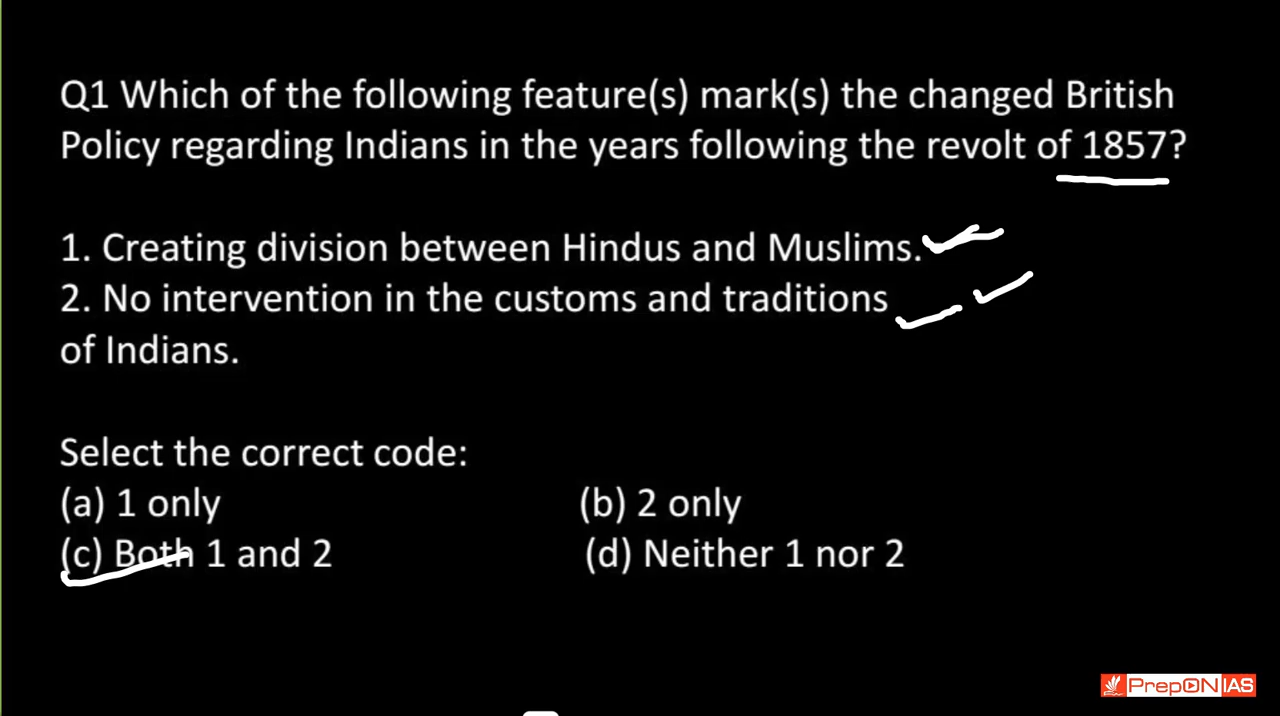 Q1 Which of the following feature(s) mark(s) the changed British
Policy regarding Indians in the years following the revolt of 1857?
1. Creating division between Hindus and Muslims.
2. No intervention in the customs and traditions
of Indians.
Select the correct code:
(a) 1 only (b) 2 only
(c) Both 1 and 2 (d) Neither 1 nor 2
PrepON IAS